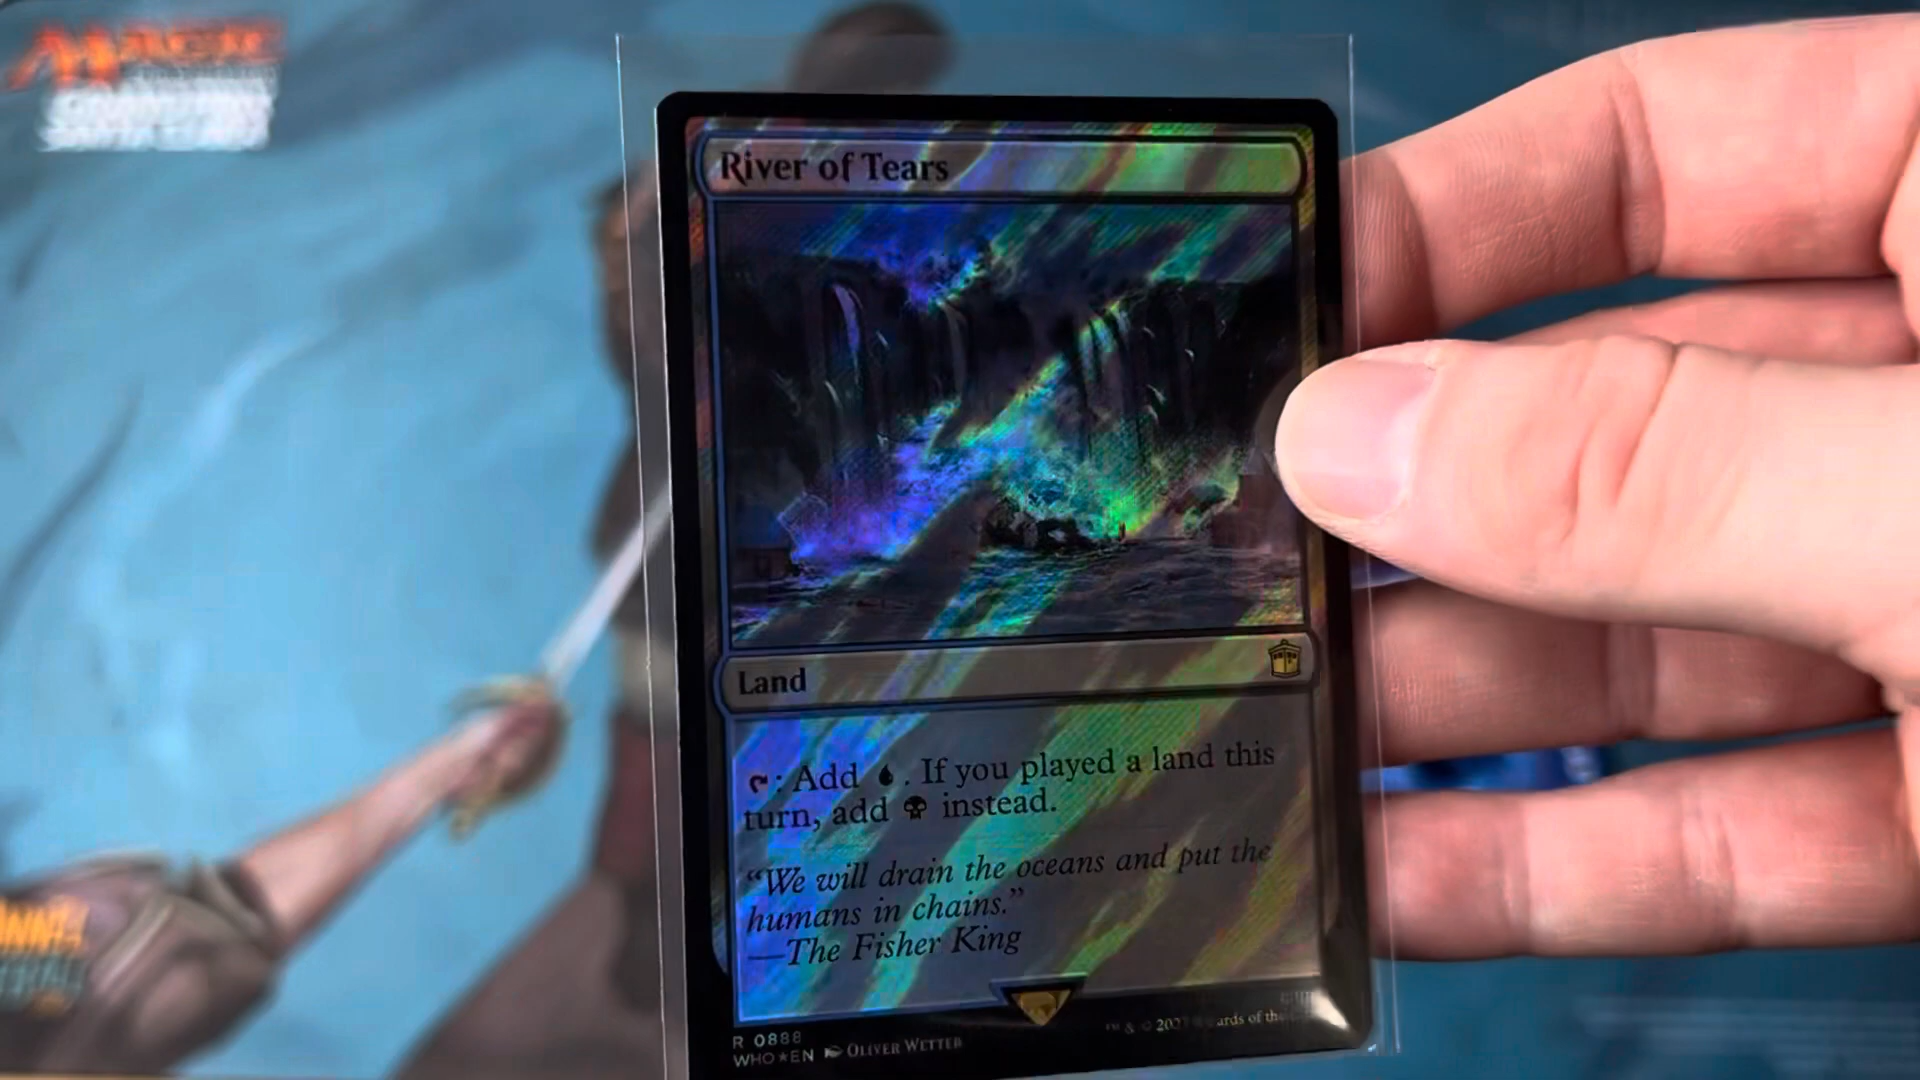 MAGIC
River of Tears
Land
: Add . If you played a land this
turn, add instead.
“We will drain the oceans and put the
humans in chains.”
—The Fisher King
R 0888
WHO★EN OLIVER WETTER